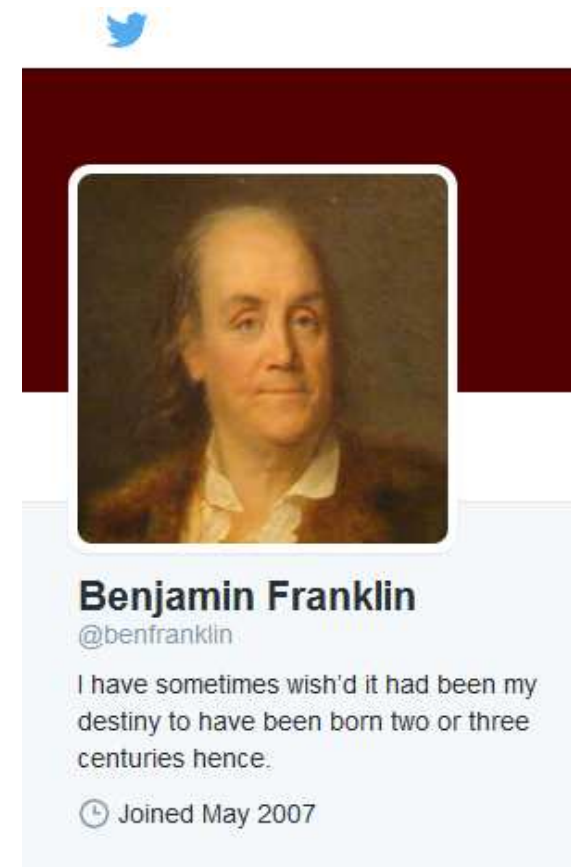 Benjamin Franklin
@benfranklin
I have sometimes wish'd it had been my
destiny to have been born two or three
centuries hence.
Joined May 2007